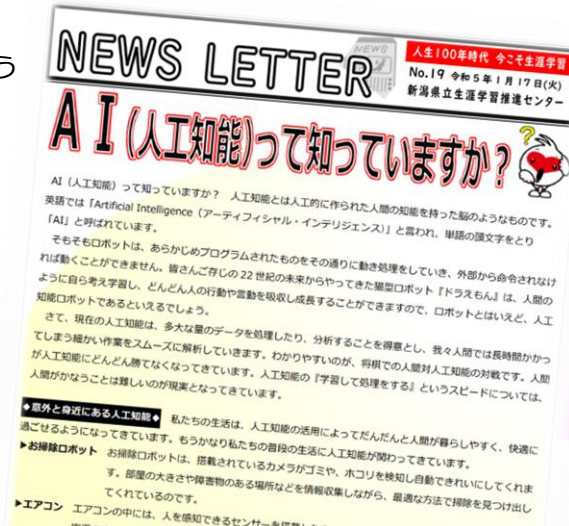 う
NEWS LETTER
NEWS
人生100年時代 今こそ生涯学習
No.19 令和5年1月17日(火)
新潟県立生涯学習推進センター
AI(人工知能)って知っていますか?
?
AI(人工知能)って知っていますか? 人工知能とは人工的に作られた人間の知能を持った脳のようなものです。
英語では「Artificial Intelligence(アーティフィシャル・インテリジェンス)」と言われ、単語の頭文字をとり
「AI」と呼ばれています。
そもそもロボットは、あらかじめプログラムされたものをその通りに動き処理をしていき、外部から命令されなけ
れば動くことができません。皆さんご存じの22世紀の未来からやってきた猫型ロボット『ドラえもん』は、人間の
ように自ら考え学習し、どんどん人の行動や言動を吸収し成長することができますので、ロボットとはいえど、人工
知能ロボットであるといえるでしょう。
さて、現在の人工知能は、多大な量のデータを処理したり、分析することを得意とし、我々人間では長時間かかっ
てしまう細かい作業をスムーズに解析していきます。わかりやすいのが、将棋での人間対人工知能の対戦です。人間
が人工知能にどんどん勝てなくなってきています。人工知能の『学習して処理をする』というスピードについては、
人間がかなうことは難しいのが現実となってきています。
◆意外と身近にある人工知能◆ 私たちの生活は、人工知能の活用によってだんだんと人間が暮らしやすく、快適に
過ごせるようになってきています。もうかなり私たちの普段の生活に人工知能が関わってきています。
▶お掃除ロボット お掃除ロボットは、搭載されているカメラがゴミや、ホコリを検知し自動できれいにしてくれま
す。部屋の大きさや障害物のある場所などを情報収集しながら、最適な方法で掃除を見つけ出し
てくれているのです。
▶エアコン エアコンの中には、人を感知できるセンサーを搭載した